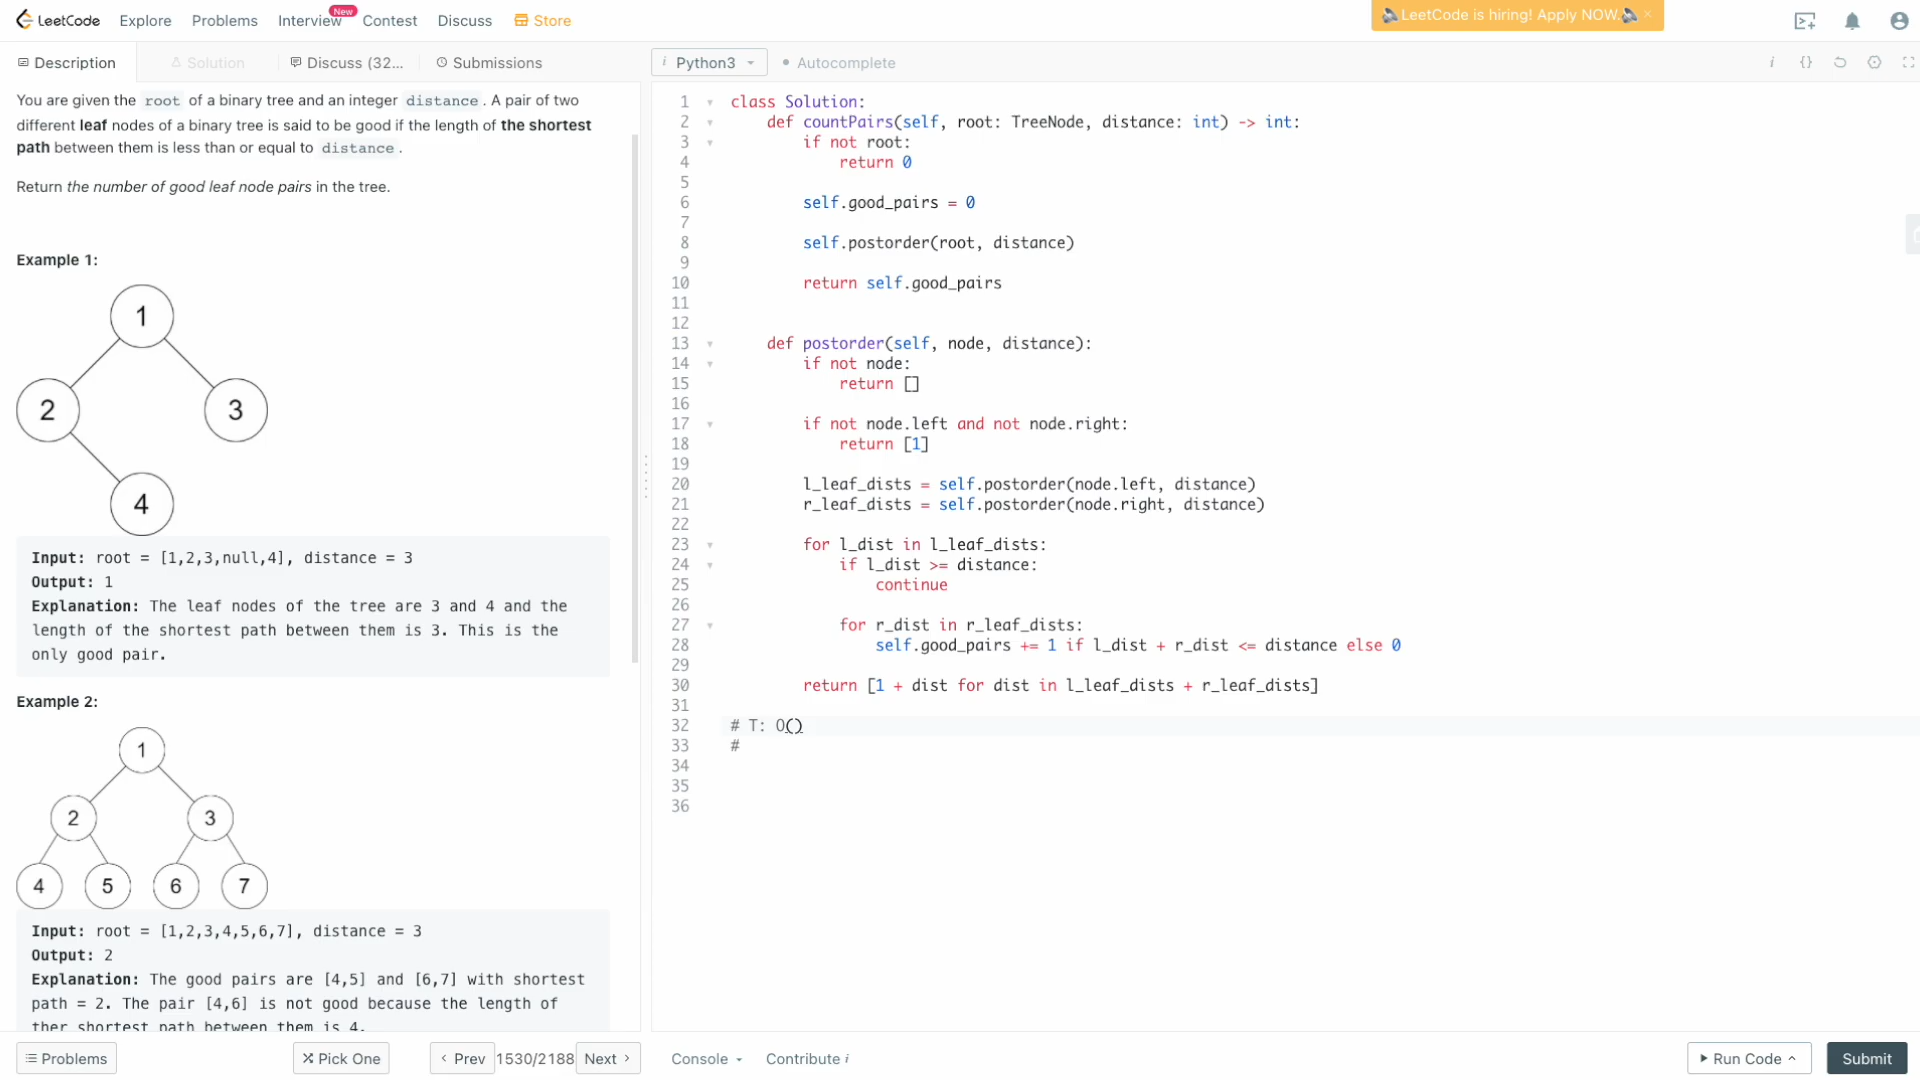 LeetCode Explore Problems Interview New Contest Discuss Store LeetCode is hiring! Apply NOW. ×
Description Solution Discuss (32... Submissions
i Python3 Autocomplete i {}
You are given the root of a binary tree and an integer distance. A pair of two
different leaf nodes of a binary tree is said to be good if the length of the shortest
path between them is less than or equal to distance.
Return the number of good leaf node pairs in the tree.
Example 1:
1
2 3
4
Input: root = [1,2,3,null,4], distance = 3
Output: 1
Explanation: The leaf nodes of the tree are 3 and 4 and the
length of the shortest path between them is 3. This is the
only good pair.
Example 2:
1
2 3
4 5 6 7
Input: root = [1,2,3,4,5,6,7], distance = 3
Output: 2
Explanation: The good pairs are [4,5] and [6,7] with shortest
path = 2. The pair [4,6] is not good because the length of
ther shortest path between them is 4.
1 class Solution:
2     def countPairs(self, root: TreeNode, distance: int) -> int:
3         if not root:
4             return 0
5
6         self.good_pairs = 0
7
8         self.postorder(root, distance)
9
10         return self.good_pairs
11
12
13     def postorder(self, node, distance):
14         if not node:
15             return []
16
17         if not node.left and not node.right:
18             return [1]
19
20         l_leaf_dists = self.postorder(node.left, distance)
21         r_leaf_dists = self.postorder(node.right, distance)
22
23         for l_dist in l_leaf_dists:
24             if l_dist >= distance:
25                 continue
26
27             for r_dist in r_leaf_dists:
28                 self.good_pairs += 1 if l_dist + r_dist <= distance else 0
29
30         return [1 + dist for dist in l_leaf_dists + r_leaf_dists]
31
32 # T: O()
33 #
34
35
36
Problems Pick One ‹ Prev 1530/2188 Next › Console Contribute i Run Code Submit